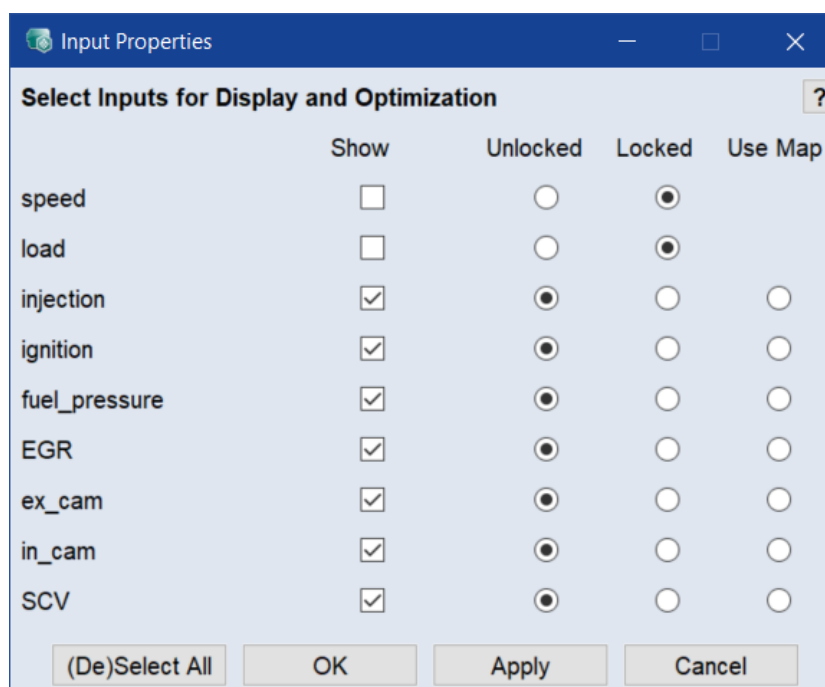 Input Properties
Select Inputs for Display and Optimization
?
Show Unlocked Locked Use Map
speed
load
injection
ignition
fuel_pressure
EGR
ex_cam
in_cam
SCV
(De)Select All OK Apply Cancel